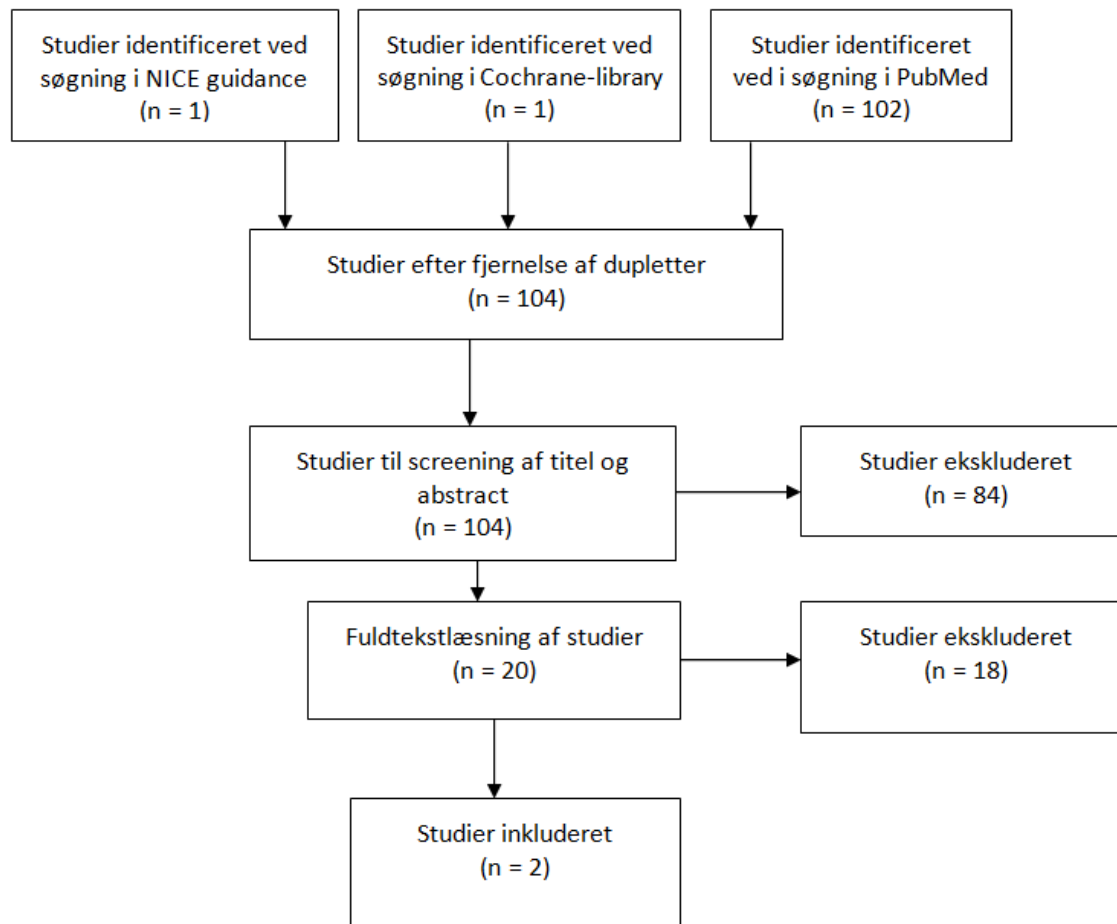 Studier identificeret ved
søgning i NICE guidance
(n = 1)
Studier identificeret ved
søgning i Cochrane-library
(n = 1)
Studier identificeret
ved i søgning i PubMed
(n = 102)
Studier efter fjernelse af dupletter
(n = 104)
Studier til screening af titel og
abstract
(n = 104)
Studier ekskluderet
(n = 84)
Fuldtekstlæsning af studier
(n = 20)
Studier ekskluderet
(n = 18)
Studier inkluderet
(n = 2)